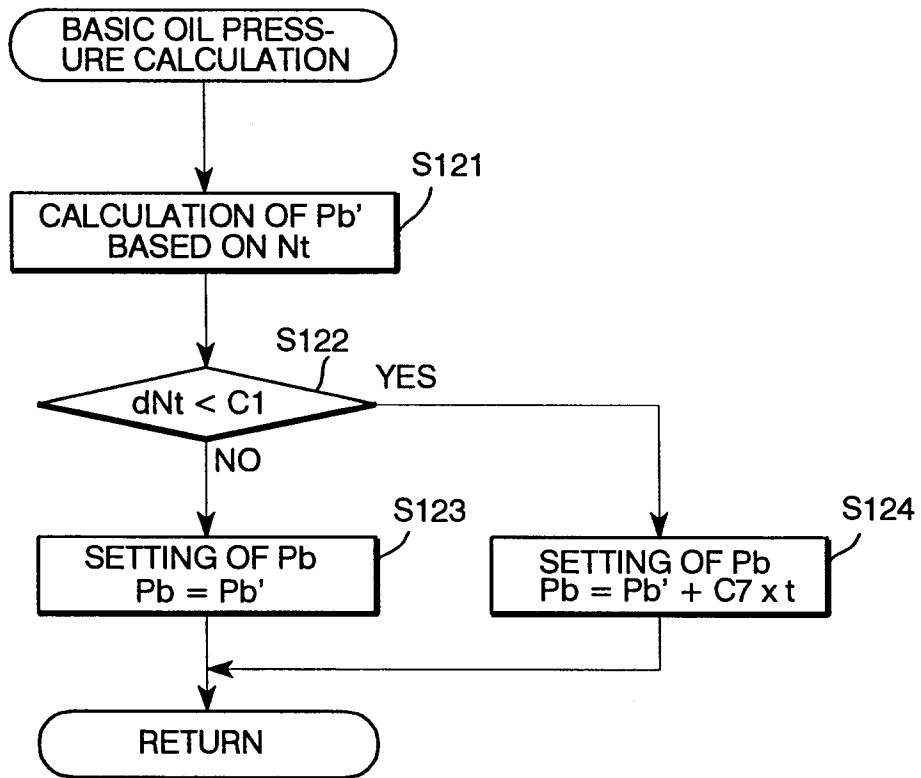 BASIC OIL PRESS-
URE CALCULATION
S121
CALCULATION OF Pb'
BASED ON Nt
S122
YES
dNt < C1
NO
S123
SETTING OF Pb
Pb = Pb'
S124
SETTING OF Pb
Pb = Pb' + C7 x t
RETURN